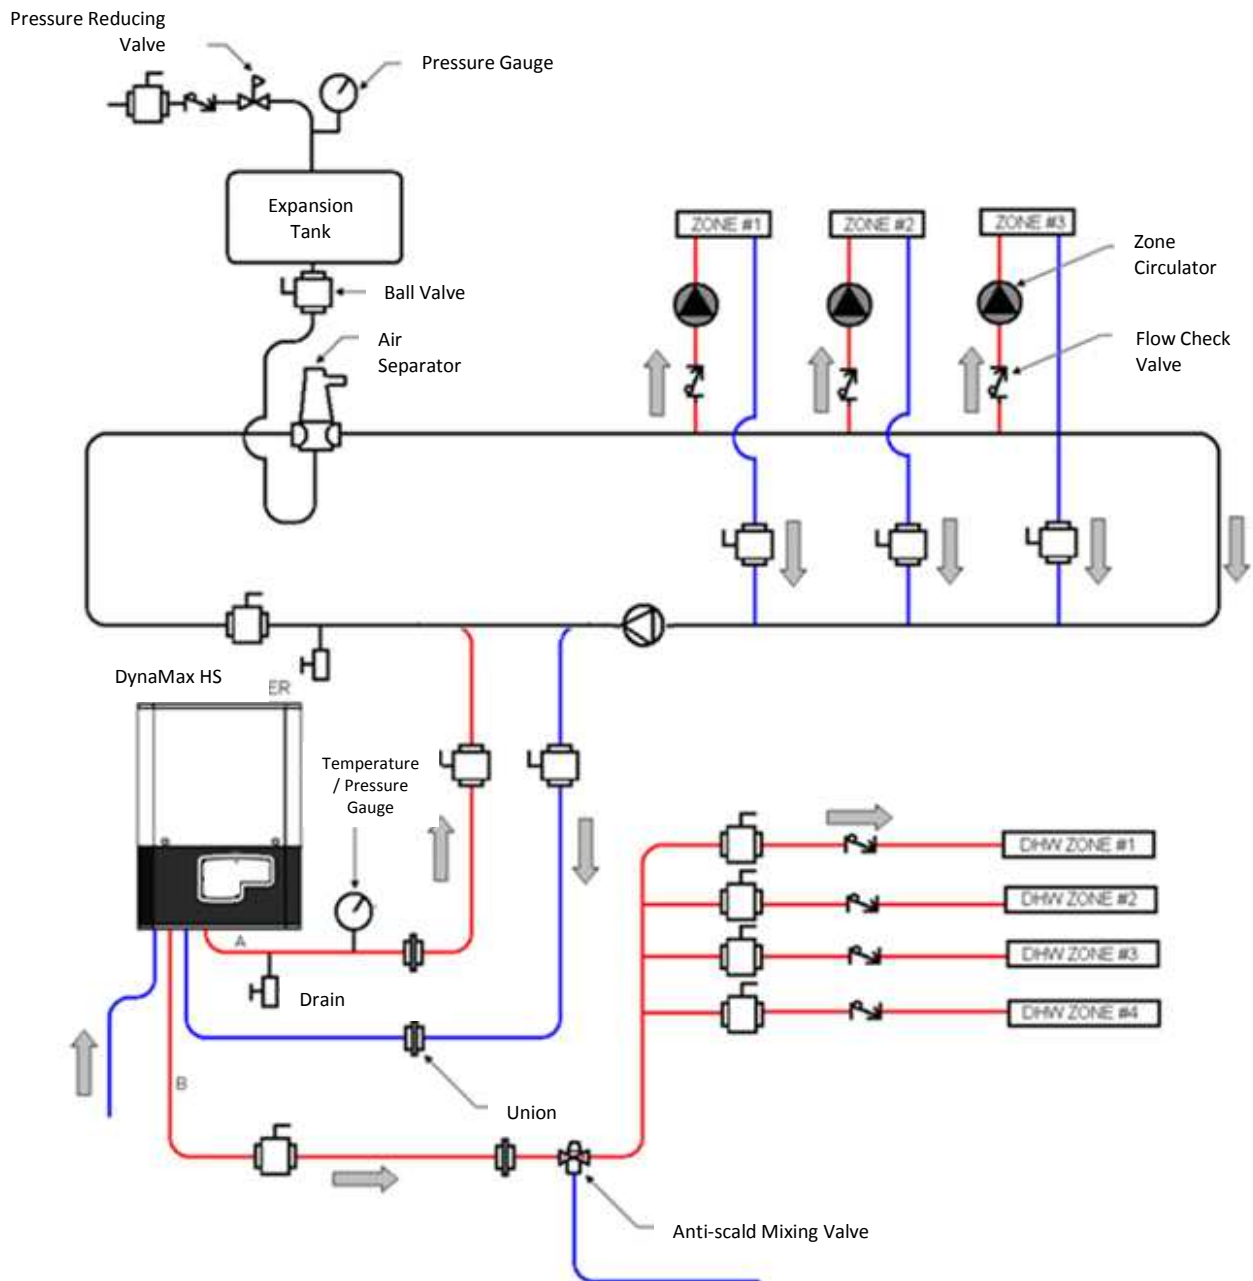 Pressure Reducing
Valve
Pressure Gauge
Expansion
Tank
ZONE #1
ZONE #2
ZONE #3
Zone
Circulator
Ball Valve
Air
Separator
Flow Check
Valve
DynaMax HS
ER
Temperature
/ Pressure
Gauge
DHW ZONE #1
DHW ZONE #2
A
DHW ZONE #3
Drain
DHW ZONE #4
B
Union
Anti-scald Mixing Valve